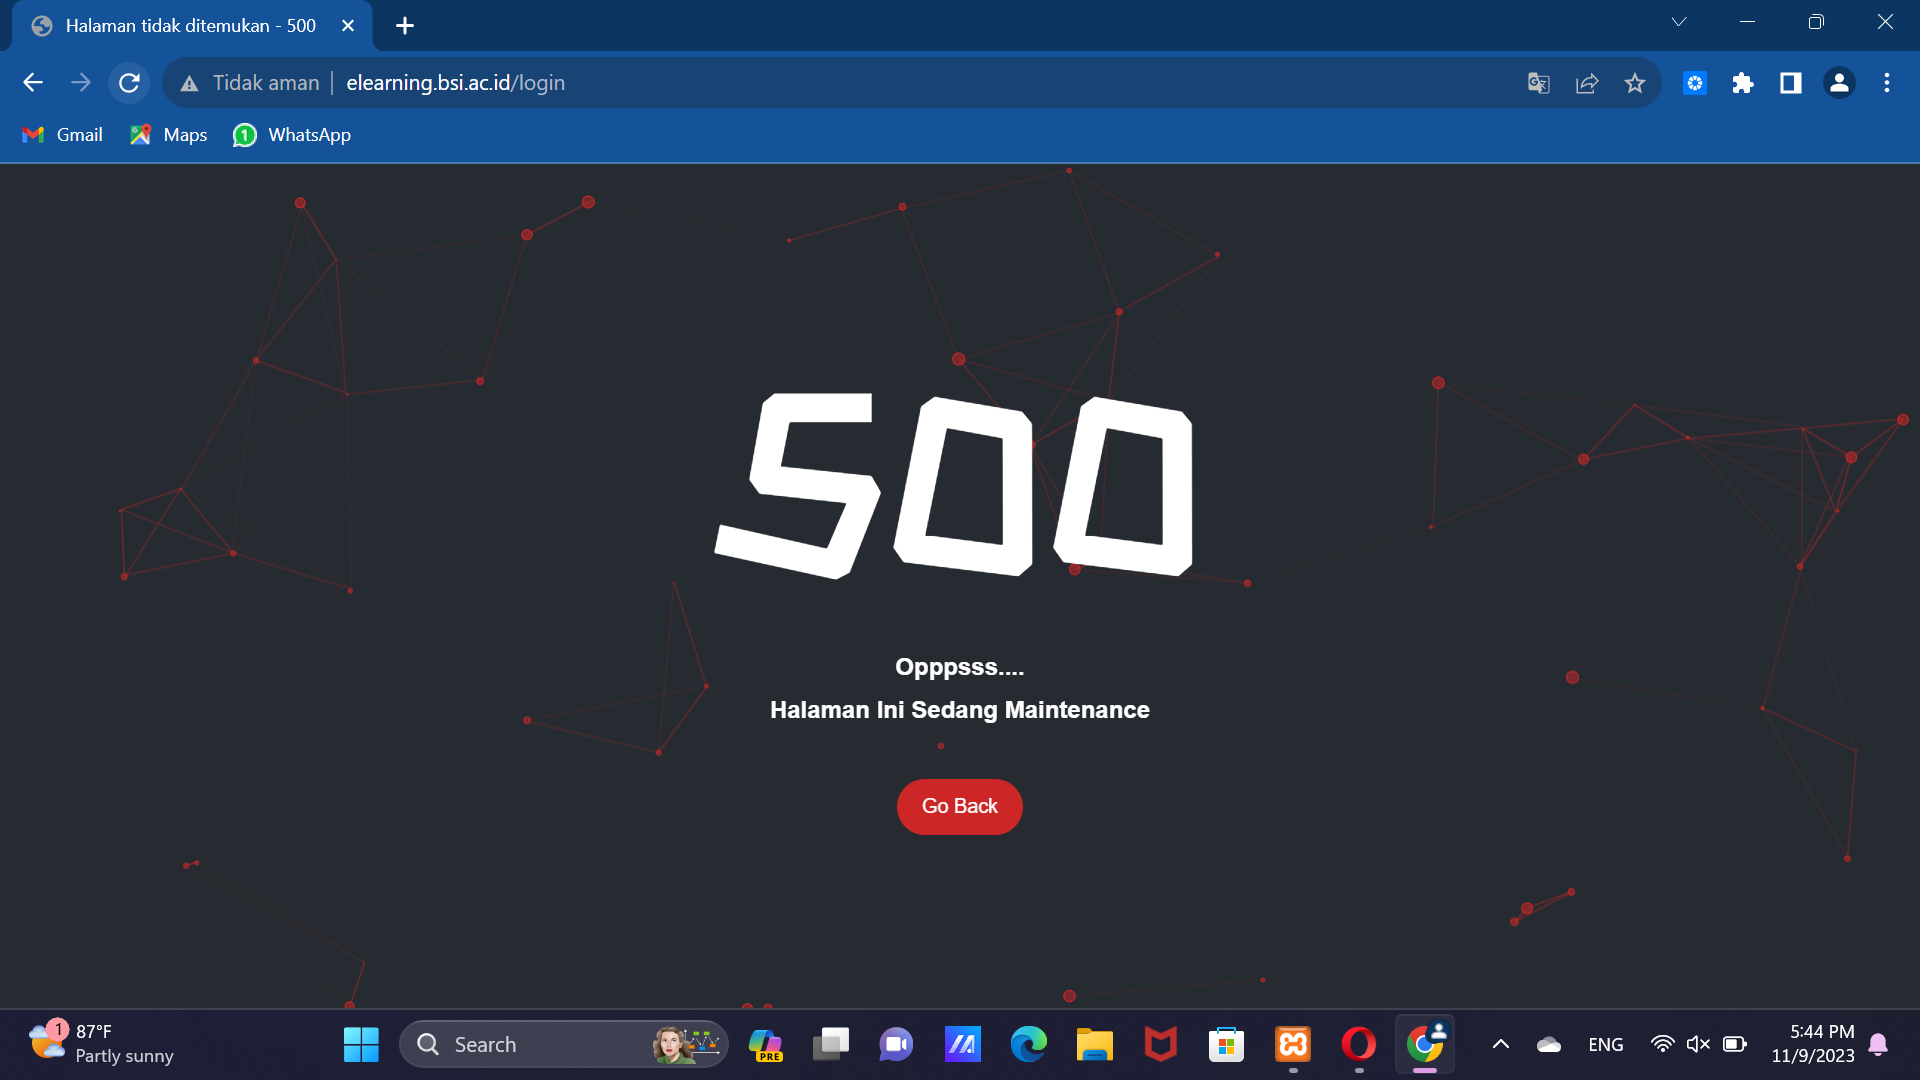 Halaman tidak ditemukan - 500
Tidak aman | elearning.bsi.ac.id/login
Gmail Maps 1 WhatsApp
500
Opppsss....
Halaman Ini Sedang Maintenance
Go Back
1 87°F
Partly sunny
Search
PRE
ENG
5:44 PM
11/9/2023